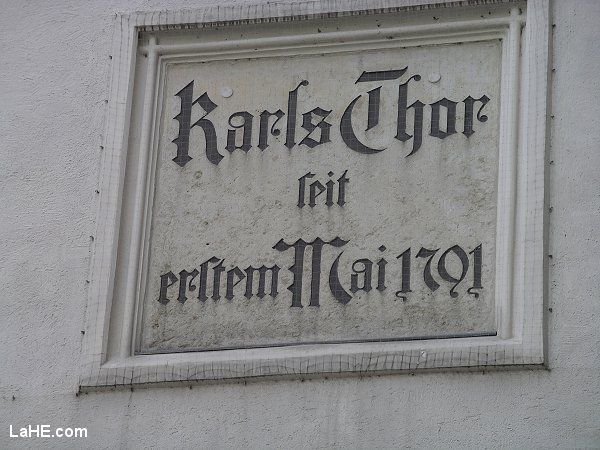 Karls Thor
seit
erstem Mai 1791
LaHE.com